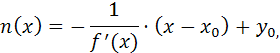 n(x) = − 1/f′(x) · (x − x₀) + y₀,